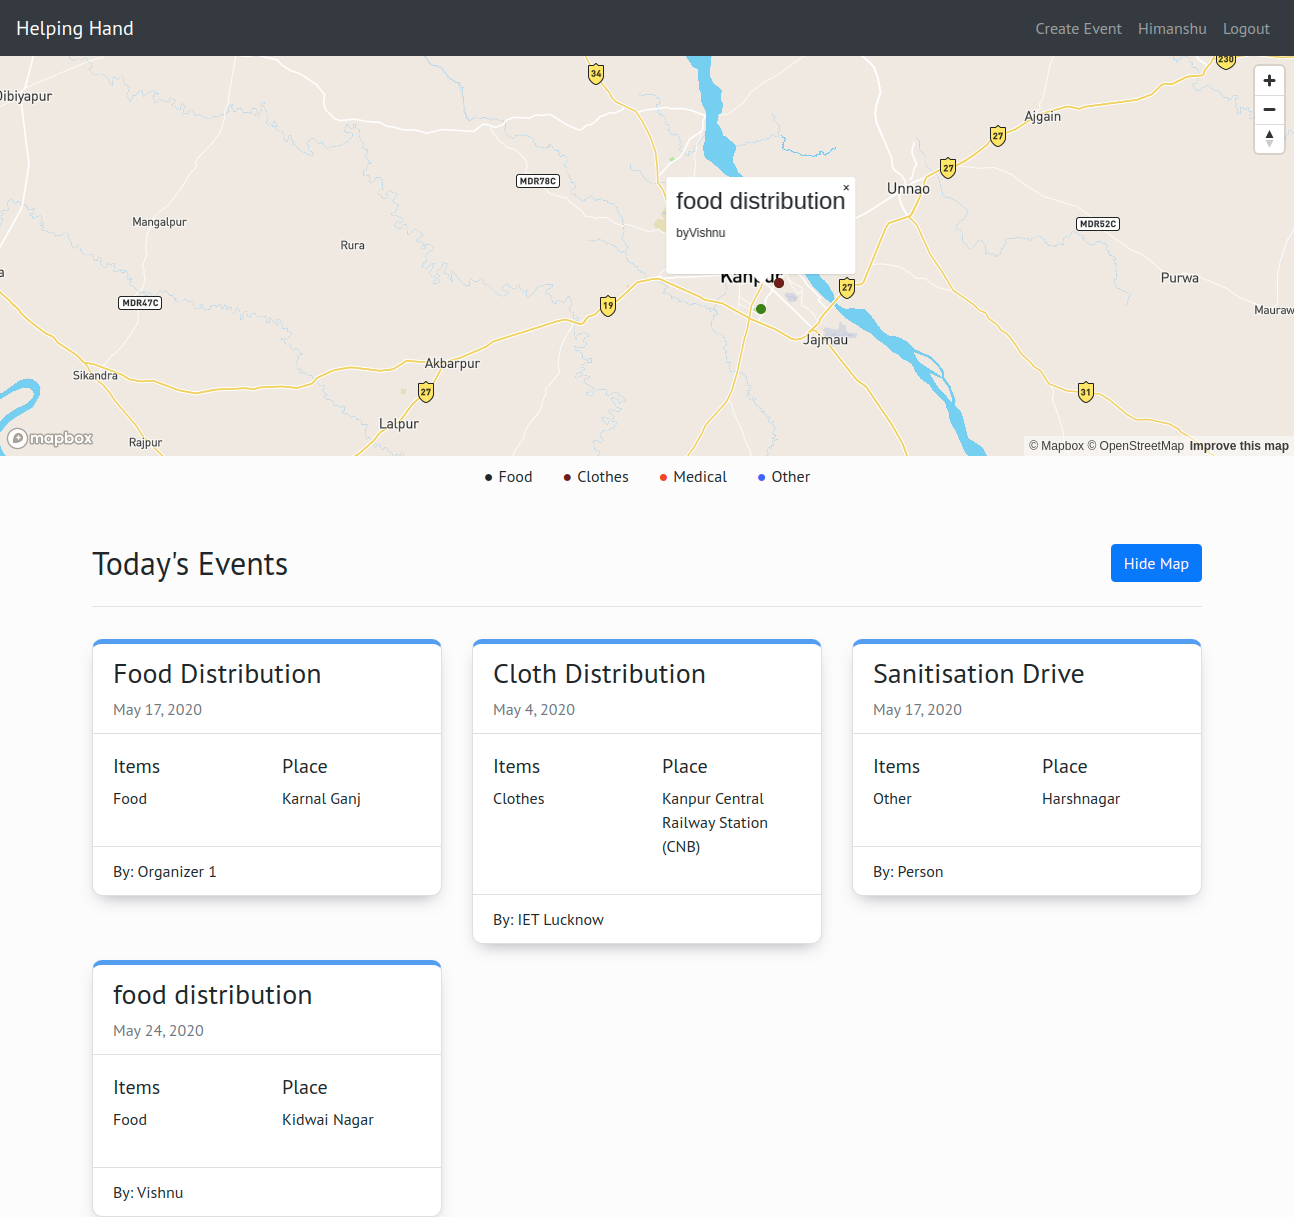 Helping Hand
Create Event Himanshu Logout
34
230
Dibiyapur
Ajgain
27
27
MDR78C
Unnao
food distribution ×
byVishnu
Mangalpur
MDR52C
Rura
a
Kanpur
Purwa
MDR47C
19
27
Mauraw
Jajmau
Akbarpur
Sikandra
27
31
Lalpur
mapbox
Rajpur
© Mapbox © OpenStreetMap Improve this map
Food Clothes Medical Other
Today's Events
Hide Map
Food Distribution
May 17, 2020
Items Place
Food Karnal Ganj
By: Organizer 1
Cloth Distribution
May 4, 2020
Items Place
Clothes Kanpur Central
Railway Station
(CNB)
By: IET Lucknow
Sanitisation Drive
May 17, 2020
Items Place
Other Harshnagar
By: Person
food distribution
May 24, 2020
Items Place
Food Kidwai Nagar
By: Vishnu